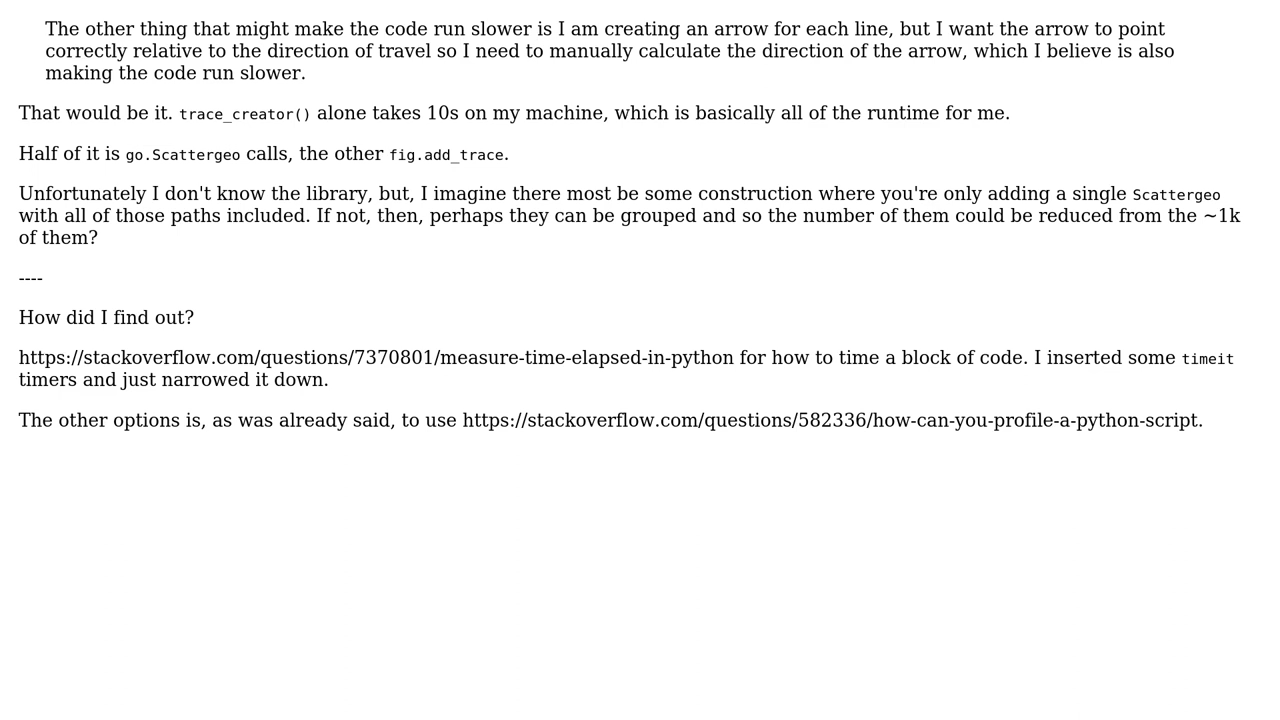 The other thing that might make the code run slower is I am creating an arrow for each line, but I want the arrow to point
correctly relative to the direction of travel so I need to manually calculate the direction of the arrow, which I believe is also
making the code run slower.
That would be it. trace_creator() alone takes 10s on my machine, which is basically all of the runtime for me.
Half of it is go.Scattergeo calls, the other fig.add_trace.
Unfortunately I don't know the library, but, I imagine there most be some construction where you're only adding a single Scattergeo
with all of those paths included. If not, then, perhaps they can be grouped and so the number of them could be reduced from the ~1k
of them?
----
How did I find out?
https://stackoverflow.com/questions/7370801/measure-time-elapsed-in-python for how to time a block of code. I inserted some timeit
timers and just narrowed it down.
The other options is, as was already said, to use https://stackoverflow.com/questions/582336/how-can-you-profile-a-python-script.